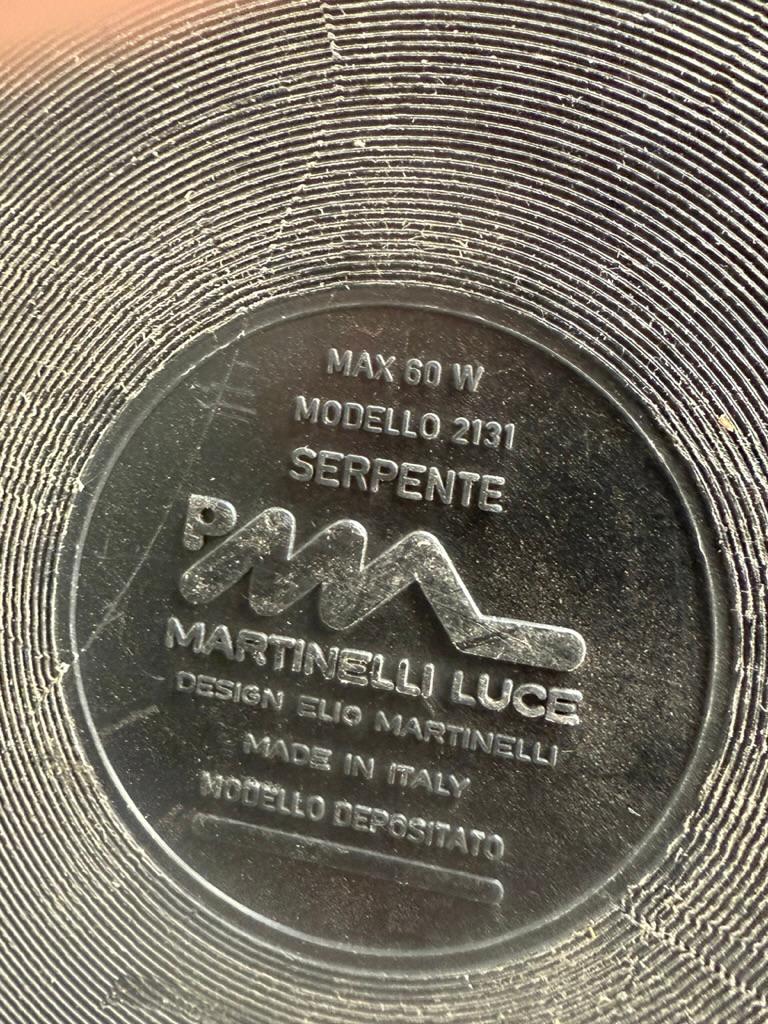 MAX 60 W
MODELLO 2131
SERPENTE
MARTINELLI LUCE
DESIGN ELIO MARTINELLI
MADE IN ITALY
MODELLO DEPOSITATO